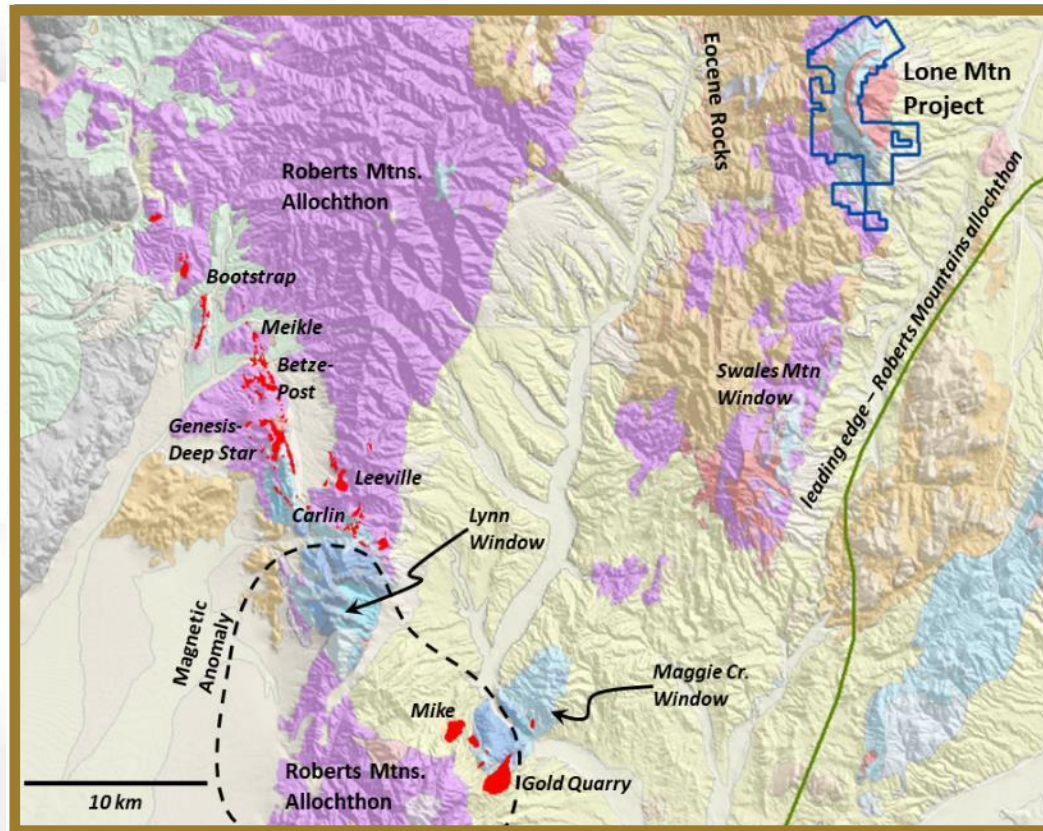 Eocene Rocks
Lone Mtn
Project
Roberts Mtns.
Allochthon
leading edge – Roberts Mountains allochthon
Bootstrap
Meikle
Betze-
Post
Swales Mtn
Window
Genesis-
Deep Star
Leeville
Carlin
Lynn
Window
Magnetic
Anomaly
Maggie Cr.
Window
Mike
Roberts Mtns.
Allochthon
Gold Quarry
10 km